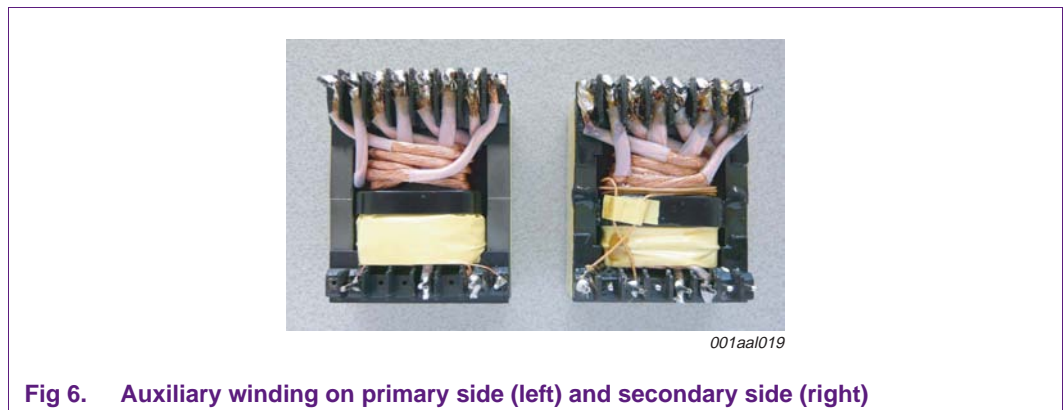 001aal019
Fig 6. Auxiliary winding on primary side (left) and secondary side (right)